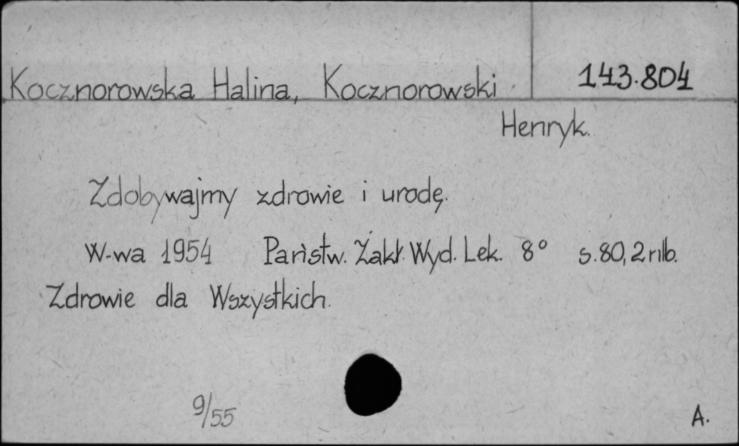 Kocznorowska Halina, Kocznorowski 143.804
Henryk.
Zdobywajmy zdrowie i urodę.
W-wa 1954 Państw. Zakł. Wyd. Lek. 8° s. 80, 2 nlb.
Zdrowie dla Wszystkich.
9/55 A.